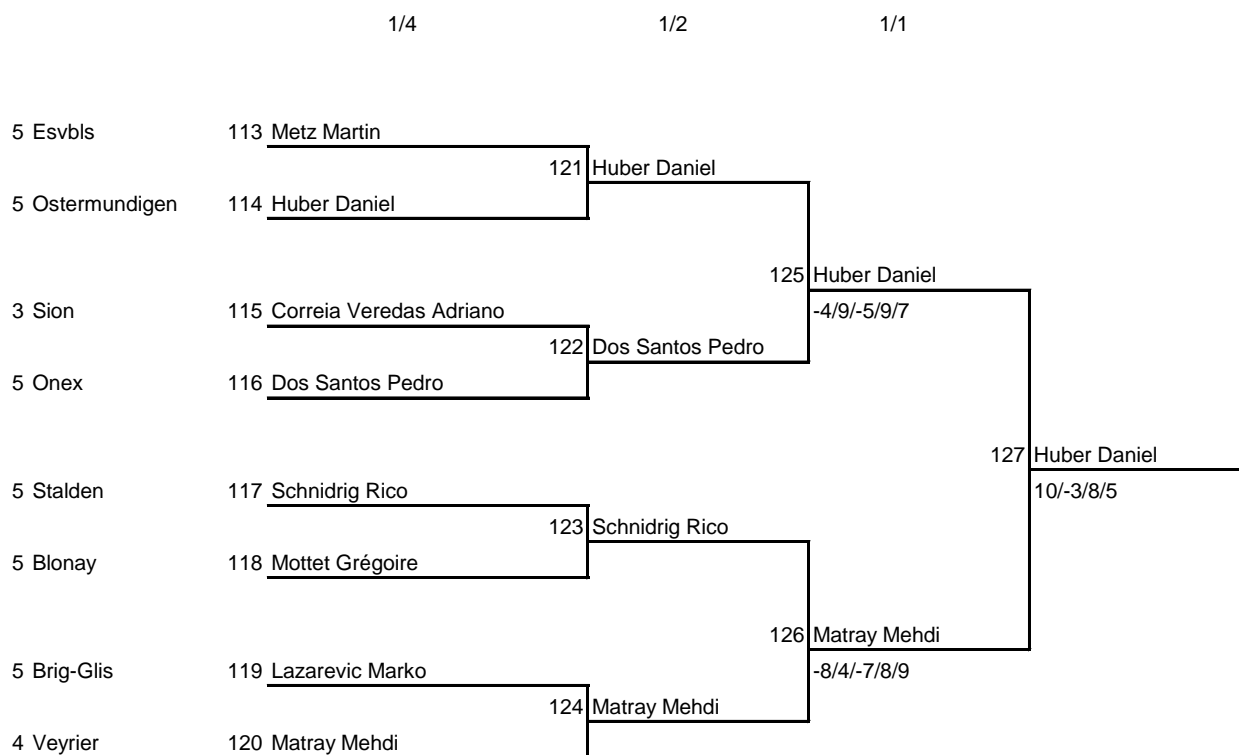 1/4 1/2 1/1
5 Esvbls 113 Metz Martin
121 Huber Daniel
5 Ostermundigen 114 Huber Daniel
125 Huber Daniel
3 Sion 115 Correia Veredas Adriano -4/9/-5/9/7
122 Dos Santos Pedro
5 Onex 116 Dos Santos Pedro
127 Huber Daniel
5 Stalden 117 Schnidrig Rico 10/-3/8/5
123 Schnidrig Rico
5 Blonay 118 Mottet Grégoire
126 Matray Mehdi
5 Brig-Glis 119 Lazarevic Marko -8/4/-7/8/9
124 Matray Mehdi
4 Veyrier 120 Matray Mehdi